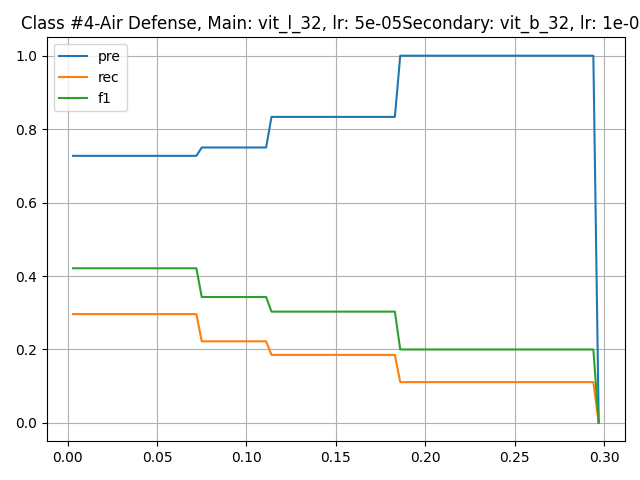 Class #4-Air Defense, Main: vit_l_32, lr: 5e-05Secondary: vit_b_32, lr: 1e-0
pre
rec
f1
1.0
0.8
0.6
0.4
0.2
0.0
0.00 0.05 0.10 0.15 0.20 0.25 0.30